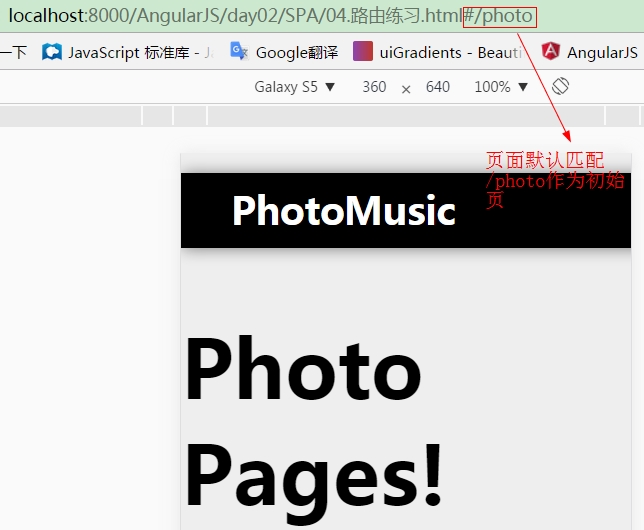 localhost:8000/AngularJS/day02/SPA/04.路由练习.html#/photo
一下 JavaScript 标准库 - Ja Google翻译 uiGradients - Beauti AngularJS
Galaxy S5 ▼ 360 × 640 100% ▼
页面默认匹配
/photo作为初始
页
PhotoMusic
Photo
Pages!